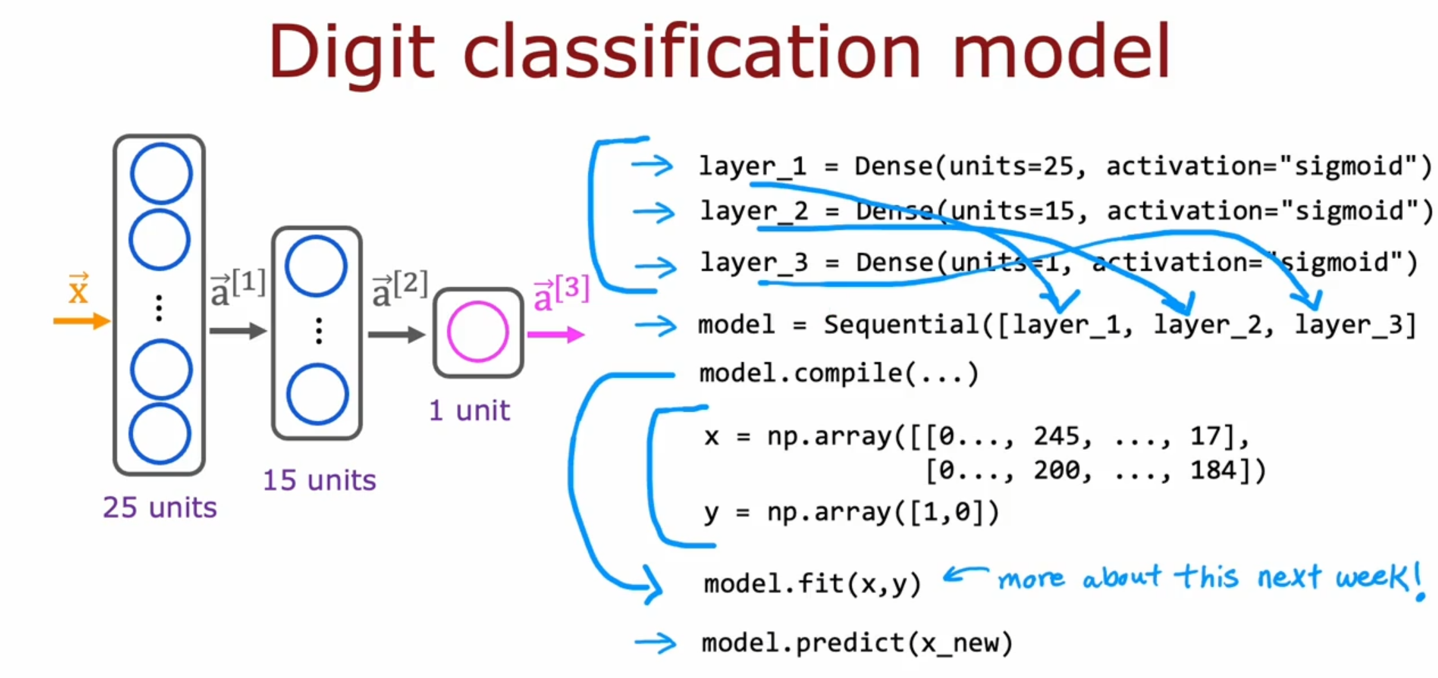 Digit classification model
x⃗
a⃗[1]
a⃗[2]
a⃗[3]
25 units
15 units
1 unit
layer_1 = Dense(units=25, activation="sigmoid")
layer_2 = Dense(units=15, activation="sigmoid")
layer_3 = Dense(units=1, activation="sigmoid")
model = Sequential([layer_1, layer_2, layer_3]
model.compile(...)
x = np.array([[0..., 245, ..., 17],
[0..., 200, ..., 184])
y = np.array([1,0])
model.fit(x,y) ← more about this next week!
model.predict(x_new)